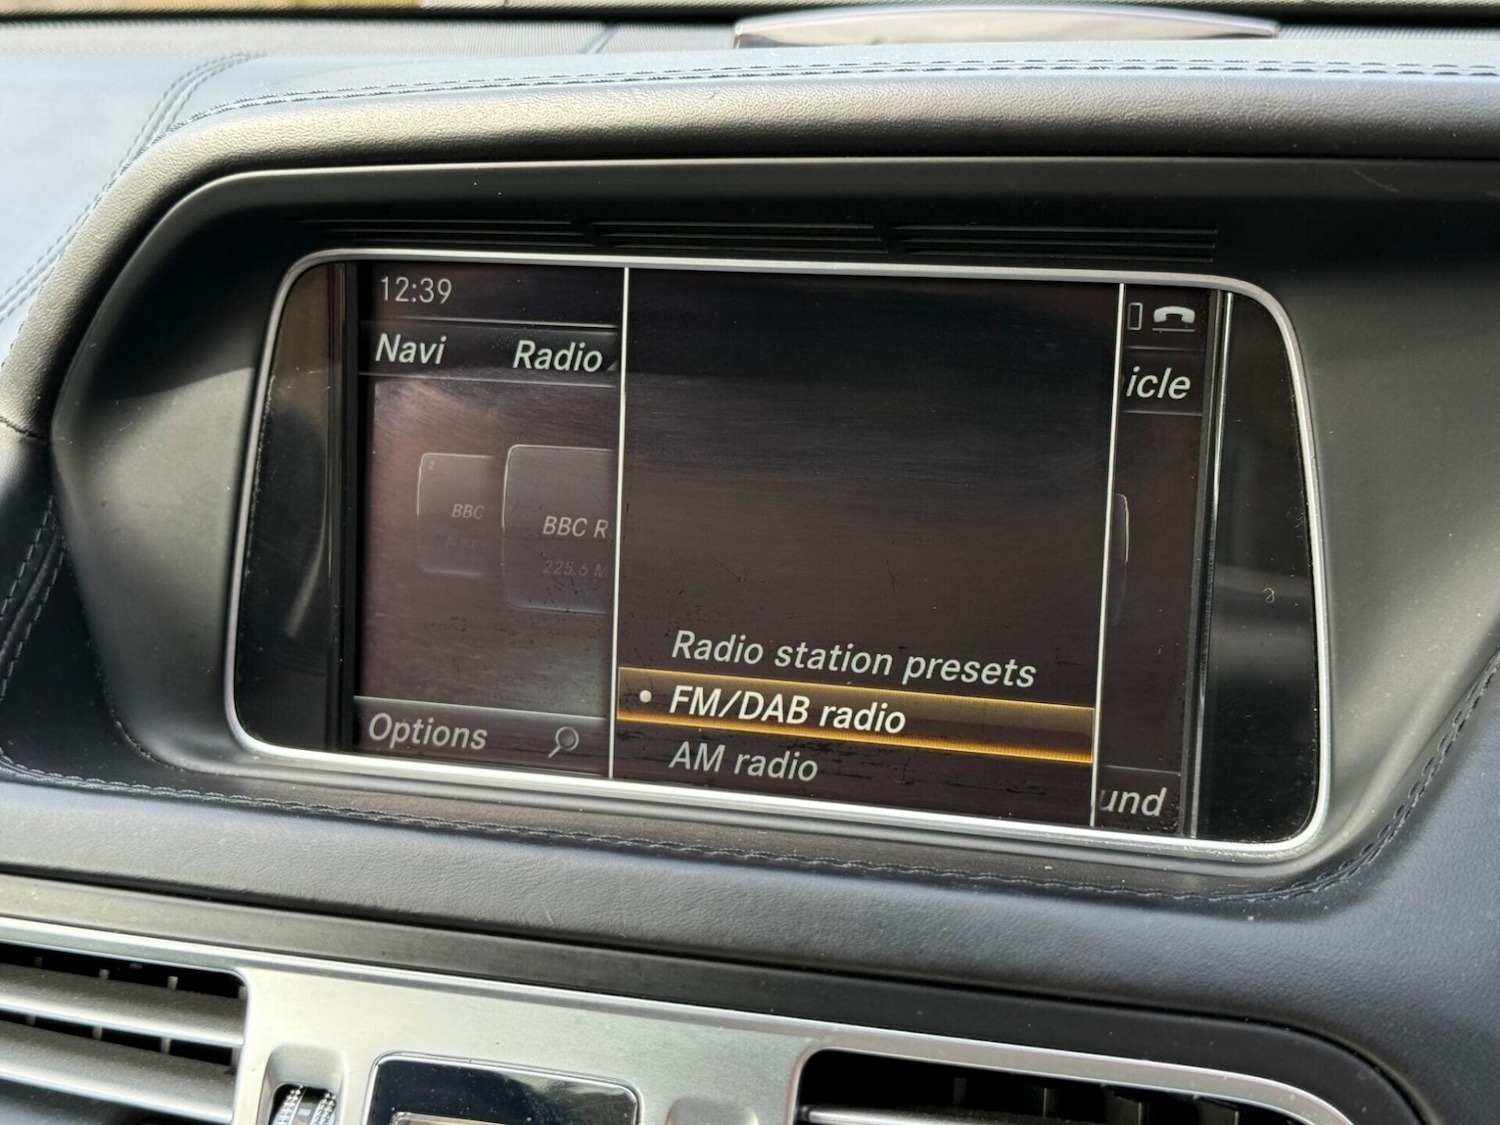 12:39
Navi Radio icle
BBC
BBC R
225.6 M
Radio station presets
FM/DAB radio
AM radio
Options
und